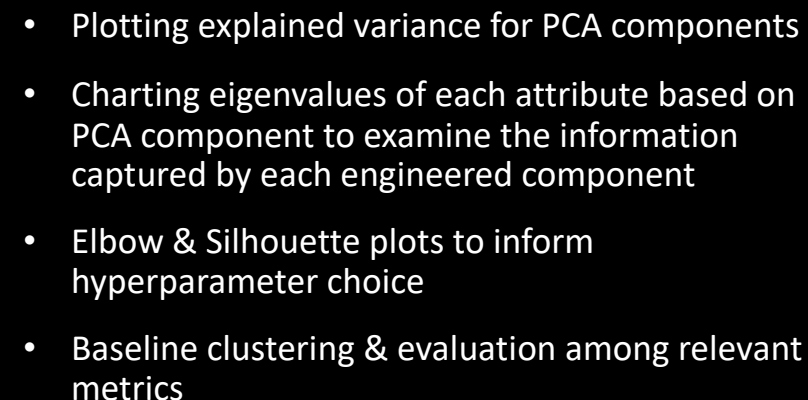 • Plotting explained variance for PCA components
• Charting eigenvalues of each attribute based on
PCA component to examine the information
captured by each engineered component
• Elbow & Silhouette plots to inform
hyperparameter choice
• Baseline clustering & evaluation among relevant
metrics